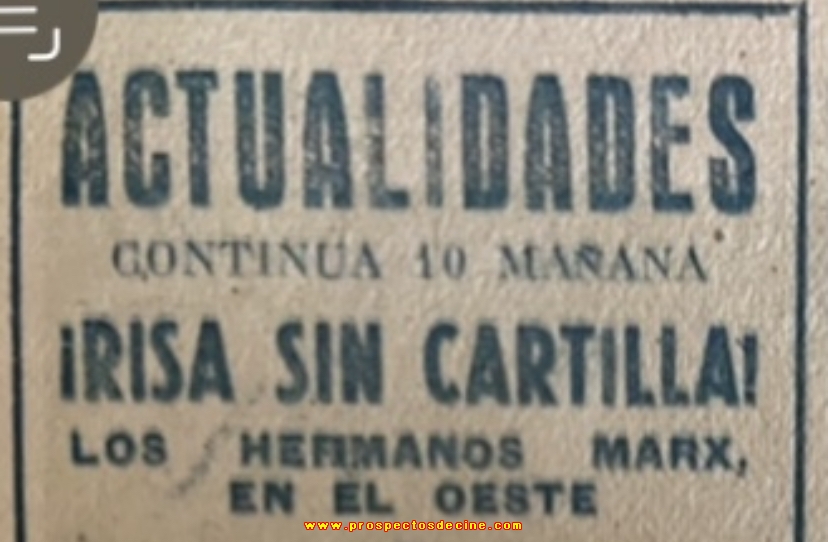 ACTUALIDADES
CONTINUA 10 MAÑANA
¡RISA SIN CARTILLA!
LOS HERMANOS MARX,
EN EL OESTE
www.prospectosdecine.com